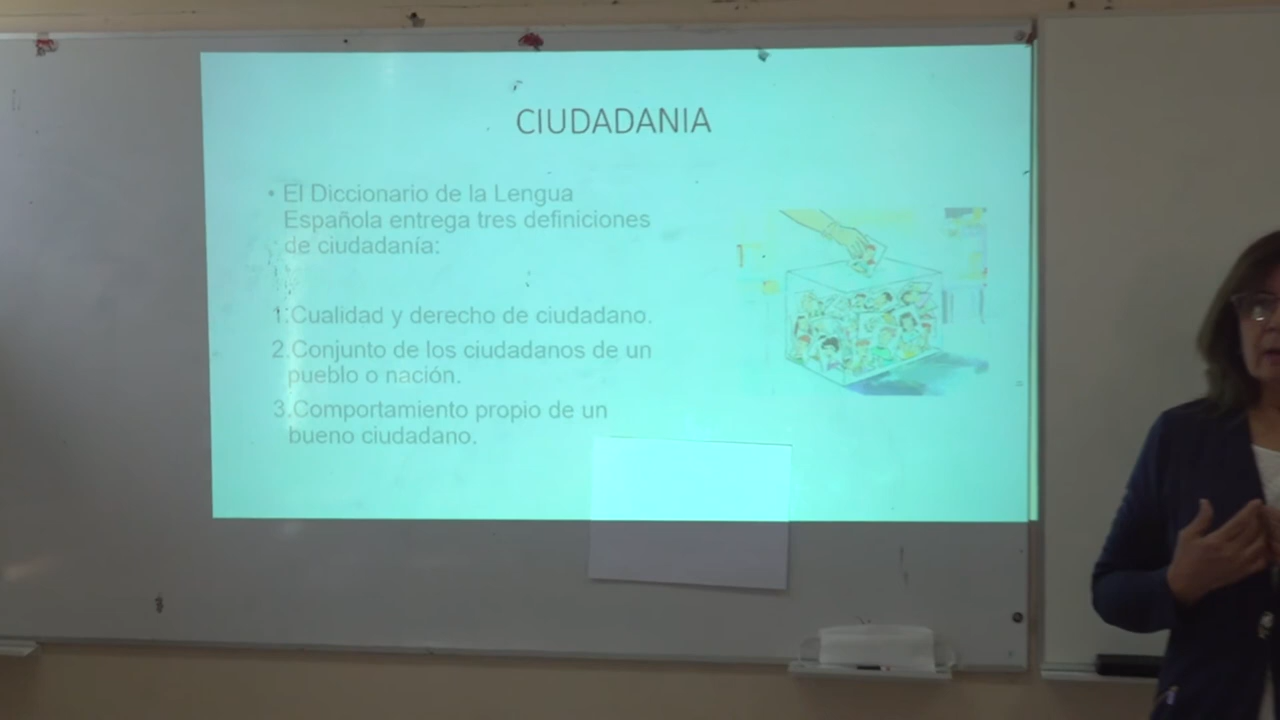 CIUDADANIA
• El Diccionario de la Lengua
Española entrega tres definiciones
de ciudadanía:
1.Cualidad y derecho de ciudadano.
2.Conjunto de los ciudadanos de un
pueblo o nación.
3.Comportamiento propio de un
bueno ciudadano.